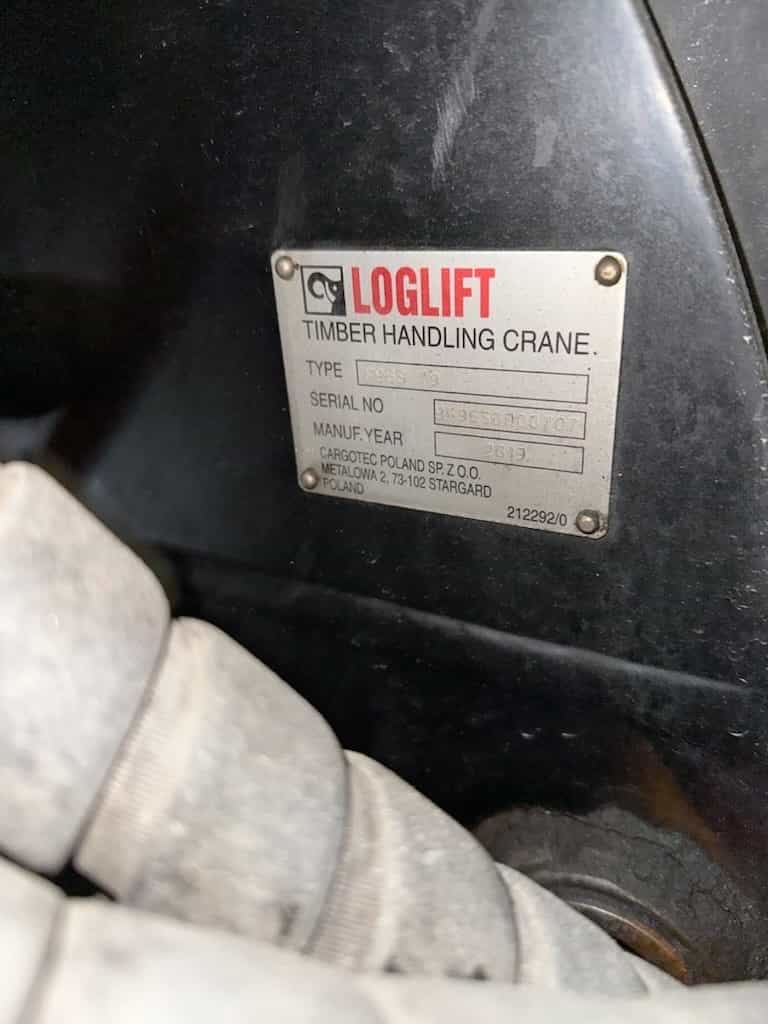 LOGLIFT
TIMBER HANDLING CRANE.
TYPE
SERIAL NO
MANUF. YEAR 2019
CARGOTEC POLAND SP. Z O.O.
METALOWA 2, 73-102 STARGARD
POLAND
212292/0